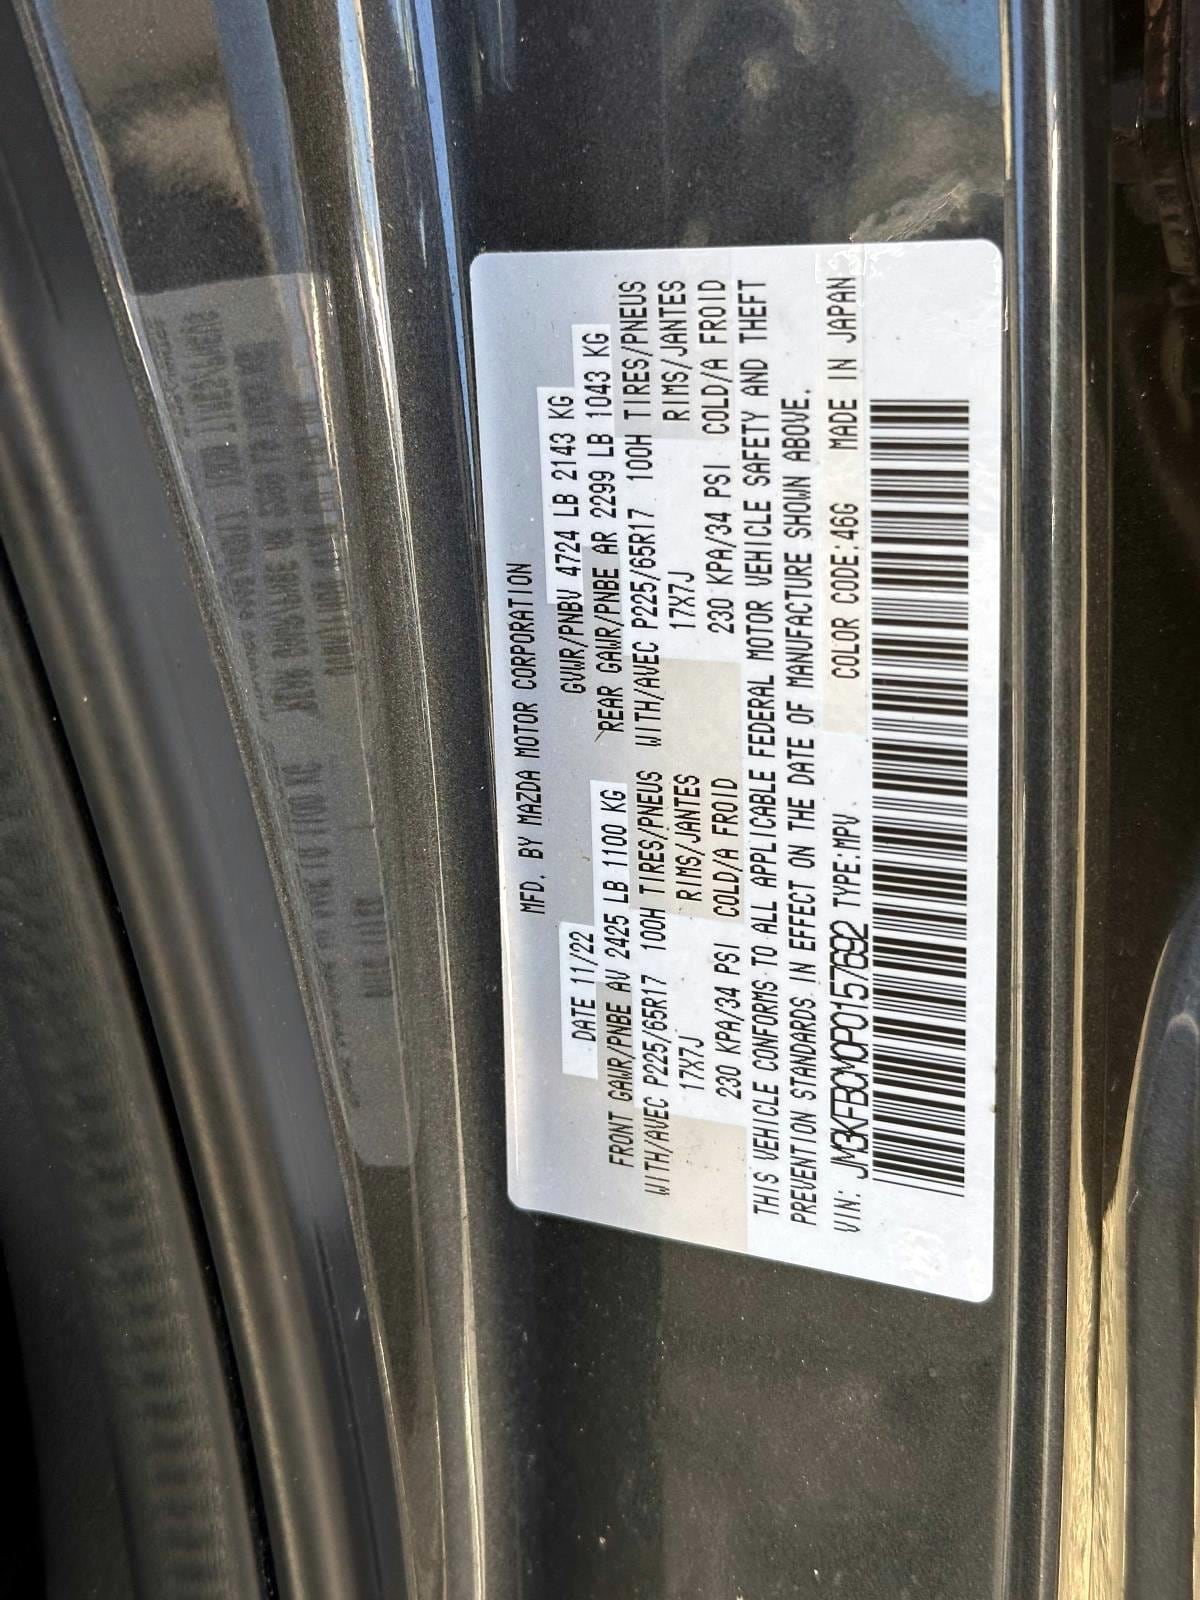 MFD. BY MAZDA MOTOR CORPORATION
DATE 11/22 GVWR/PNBV 4724 LB 2143 KG
FRONT GAWR/PNBE AV 2425 LB 1100 KG REAR GAWR/PNBE AR 2299 LB 1043 KG
WITH/AVEC P225/65R17 100H TIRES/PNEUS WITH/AVEC P225/65R17 100H TIRES/PNEUS
17X7J RIMS/JANTES 17X7J RIMS/JANTES
230 KPA/34 PSI COLD/A FROID 230 KPA/34 PSI COLD/A FROID
THIS VEHICLE CONFORMS TO ALL APPLICABLE FEDERAL MOTOR VEHICLE SAFETY AND THEFT
PREVENTION STANDARDS IN EFFECT ON THE DATE OF MANUFACTURE SHOWN ABOVE.
VIN: JM3KFBCM0P0157692 TYPE:MPV COLOR CODE:46G MADE IN JAPAN